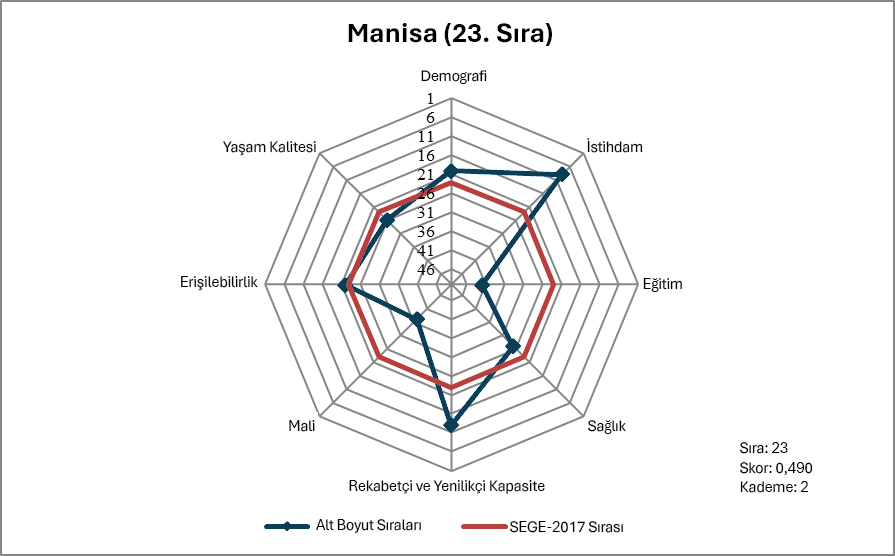 Manisa (23. Sıra)
Demografi
1
6
11
16
21
26
31
36
41
46
İstihdam
Eğitim
Sağlık
Rekabetçi ve Yenilikçi Kapasite
Mali
Erişilebilirlik
Yaşam Kalitesi
Sıra: 23
Skor: 0,490
Kademe: 2
Alt Boyut Sıraları
SEGE-2017 Sırası